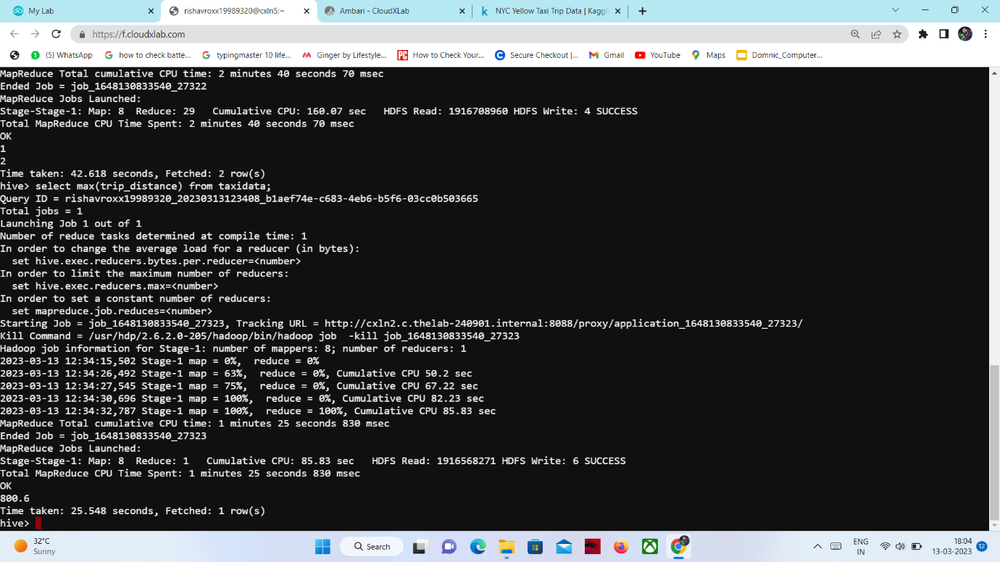 My Lab
rishavroxx19989320@cxln5:~
Ambari - CloudXLab
NYC Yellow Taxi Trip Data | Kaggl
https://f.cloudxlab.com
(5) WhatsApp
how to check batte...
typingmaster 10 life...
Ginger by Lifestyle...
PC
How to Check Your...
Secure Checkout |...
Gmail
YouTube
Maps
Domnic_Computer...
MapReduce Total cumulative CPU time: 2 minutes 40 seconds 70 msec
Ended Job = job_1648130833540_27322
MapReduce Jobs Launched:
Stage-Stage-1: Map: 8  Reduce: 29   Cumulative CPU: 160.07 sec   HDFS Read: 1916708960 HDFS Write: 4 SUCCESS
Total MapReduce CPU Time Spent: 2 minutes 40 seconds 70 msec
OK
1
2
Time taken: 42.618 seconds, Fetched: 2 row(s)
hive> select max(trip_distance) from taxidata;
Query ID = rishavroxx19989320_20230313123408_b1aef74e-c683-4eb6-b5f6-03cc0b503665
Total jobs = 1
Launching Job 1 out of 1
Number of reduce tasks determined at compile time: 1
In order to change the average load for a reducer (in bytes):
  set hive.exec.reducers.bytes.per.reducer=<number>
In order to limit the maximum number of reducers:
  set hive.exec.reducers.max=<number>
In order to set a constant number of reducers:
  set mapreduce.job.reduces=<number>
Starting Job = job_1648130833540_27323, Tracking URL = http://cxln2.c.thelab-240901.internal:8088/proxy/application_1648130833540_27323/
Kill Command = /usr/hdp/2.6.2.0-205/hadoop/bin/hadoop job  -kill job_1648130833540_27323
Hadoop job information for Stage-1: number of mappers: 8; number of reducers: 1
2023-03-13 12:34:15,502 Stage-1 map = 0%,  reduce = 0%
2023-03-13 12:34:26,492 Stage-1 map = 63%,  reduce = 0%, Cumulative CPU 50.2 sec
2023-03-13 12:34:27,545 Stage-1 map = 75%,  reduce = 0%, Cumulative CPU 67.22 sec
2023-03-13 12:34:30,696 Stage-1 map = 100%,  reduce = 0%, Cumulative CPU 82.23 sec
2023-03-13 12:34:32,787 Stage-1 map = 100%,  reduce = 100%, Cumulative CPU 85.83 sec
MapReduce Total cumulative CPU time: 1 minutes 25 seconds 830 msec
Ended Job = job_1648130833540_27323
MapReduce Jobs Launched:
Stage-Stage-1: Map: 8  Reduce: 1   Cumulative CPU: 85.83 sec   HDFS Read: 1916568271 HDFS Write: 6 SUCCESS
Total MapReduce CPU Time Spent: 1 minutes 25 seconds 830 msec
OK
800.6
Time taken: 25.548 seconds, Fetched: 1 row(s)
hive>
32°C
Sunny
Search
ENG
IN
18:04
13-03-2023
12